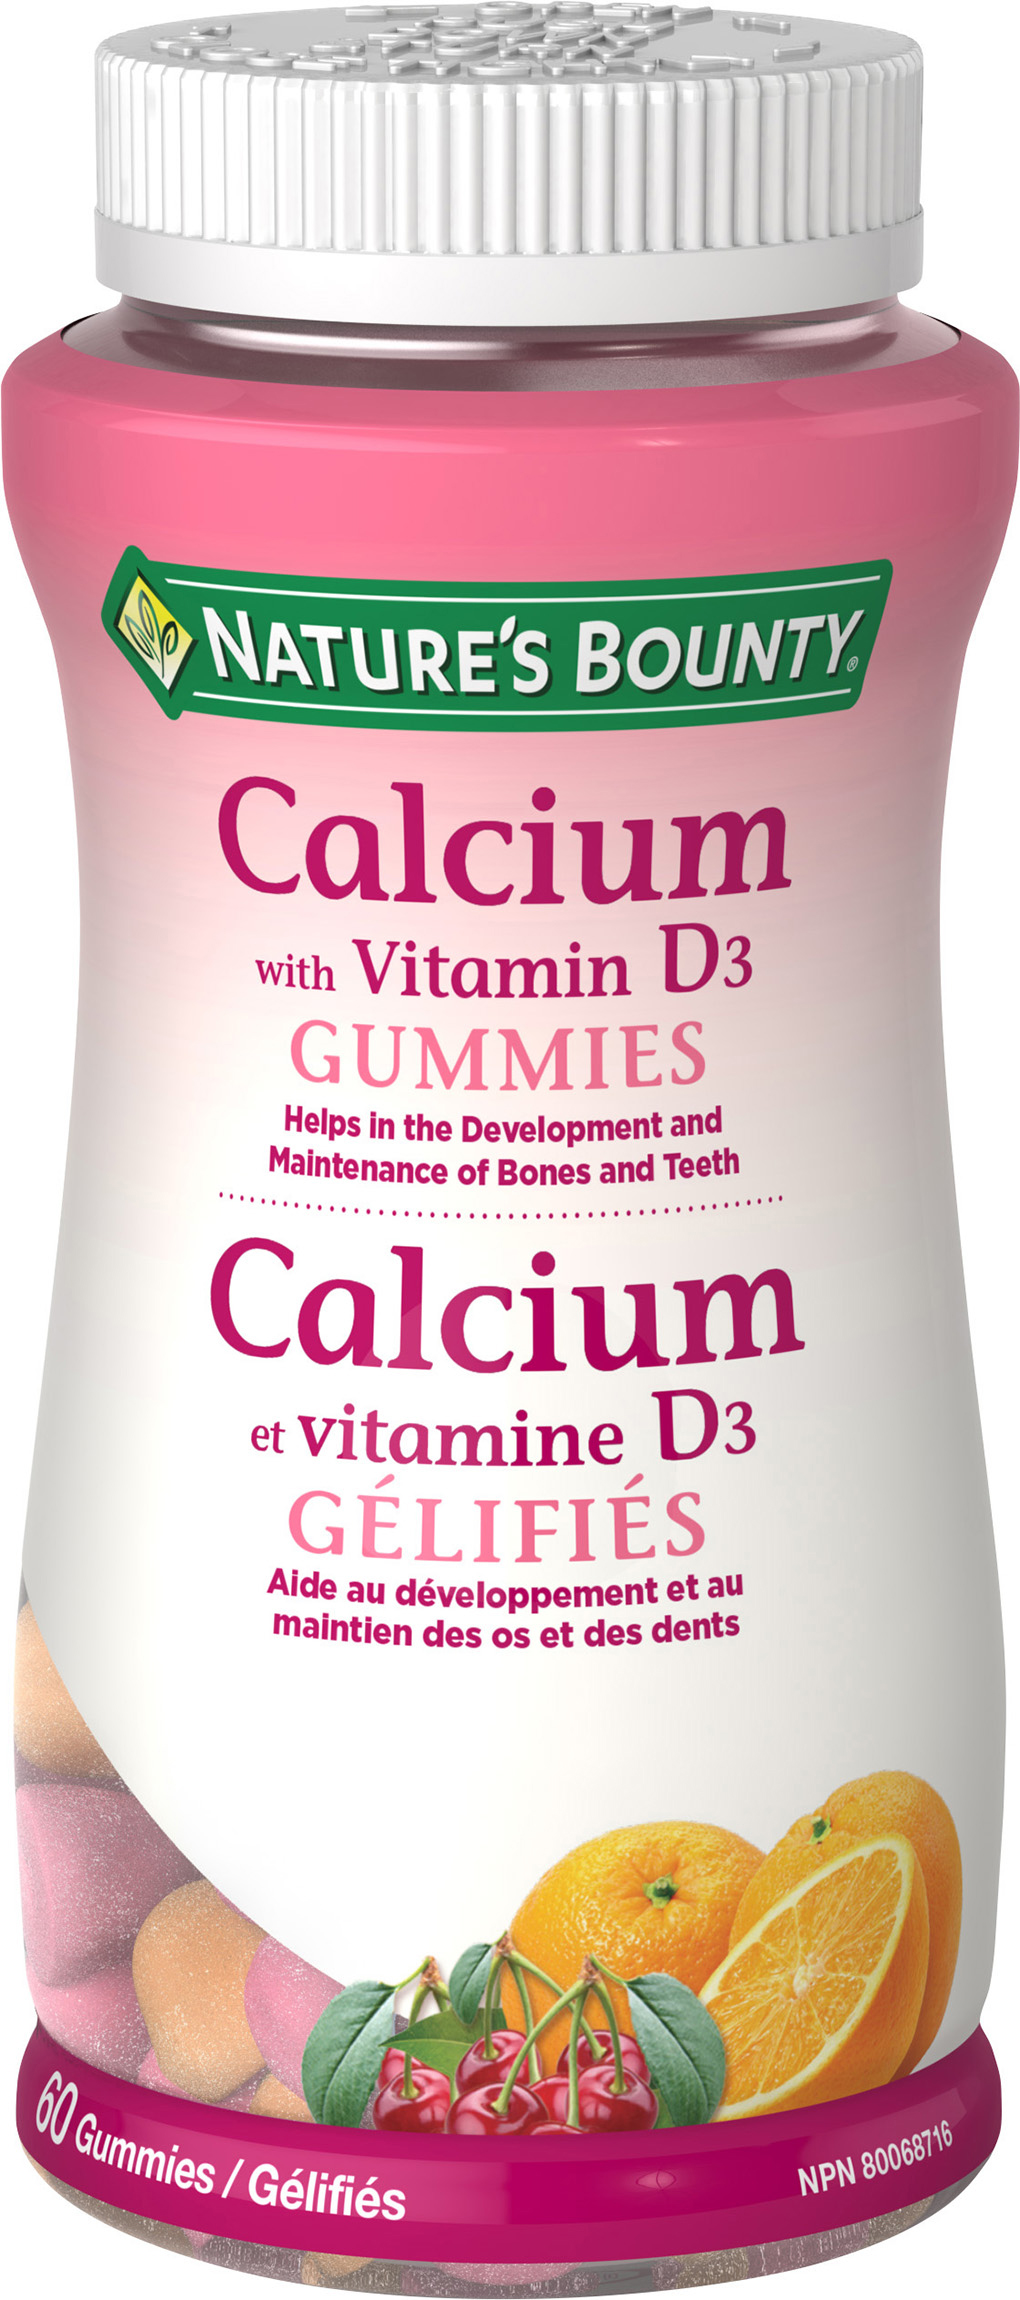 NATURE'S BOUNTY®
Calcium
with Vitamin D3
GUMMIES
Helps in the Development and
Maintenance of Bones and Teeth
Calcium
et vitamine D3
GÉLIFIÉS
Aide au développement et au
maintien des os et des dents
60 Gummies / Gélifiés
NPN 80068716